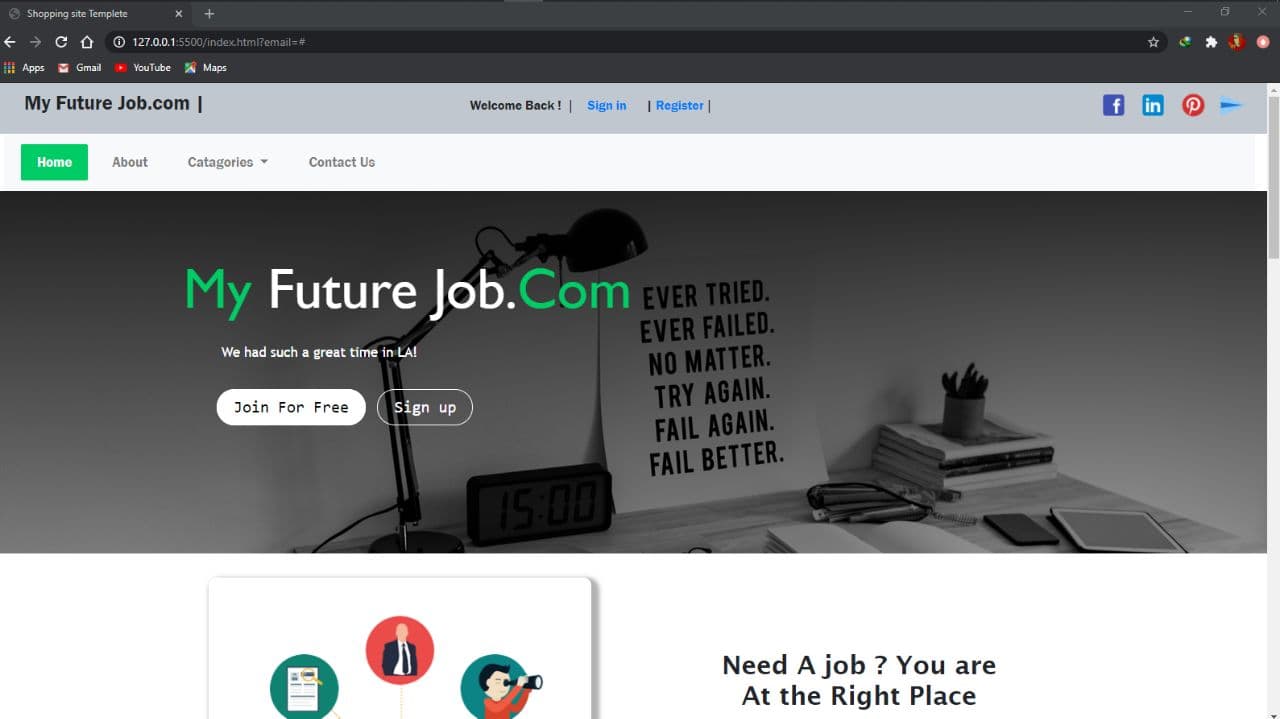 Shopping site Templete
127.0.0.1:5500/index.html?email=#
Apps Gmail YouTube Maps
My Future Job.com |
Welcome Back ! | Sign in | Register |
Home About Catagories Contact Us
My Future Job.Com
We had such a great time in LA!
Join For Free Sign up
EVER TRIED.
EVER FAILED.
NO MATTER.
TRY AGAIN.
FAIL AGAIN.
FAIL BETTER.
15:00
Need A job ? You are
At the Right Place